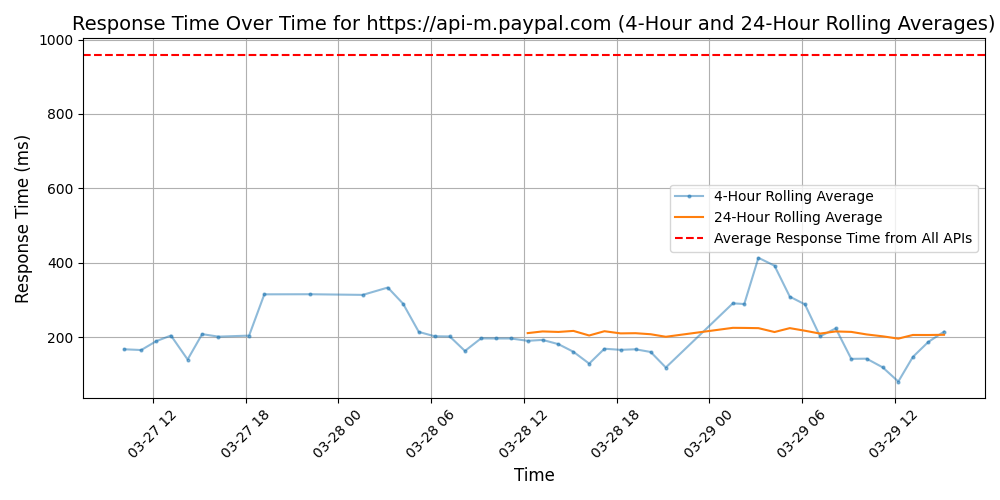 Response Time Over Time for https://api-m.paypal.com (4-Hour and 24-Hour Rolling Averages)
Response Time (ms)
1000
800
600
400
200
4-Hour Rolling Average
24-Hour Rolling Average
Average Response Time from All APIs
03-27 12
03-27 18
03-28 00
03-28 06
03-28 12
03-28 18
03-29 00
03-29 06
03-29 12
Time